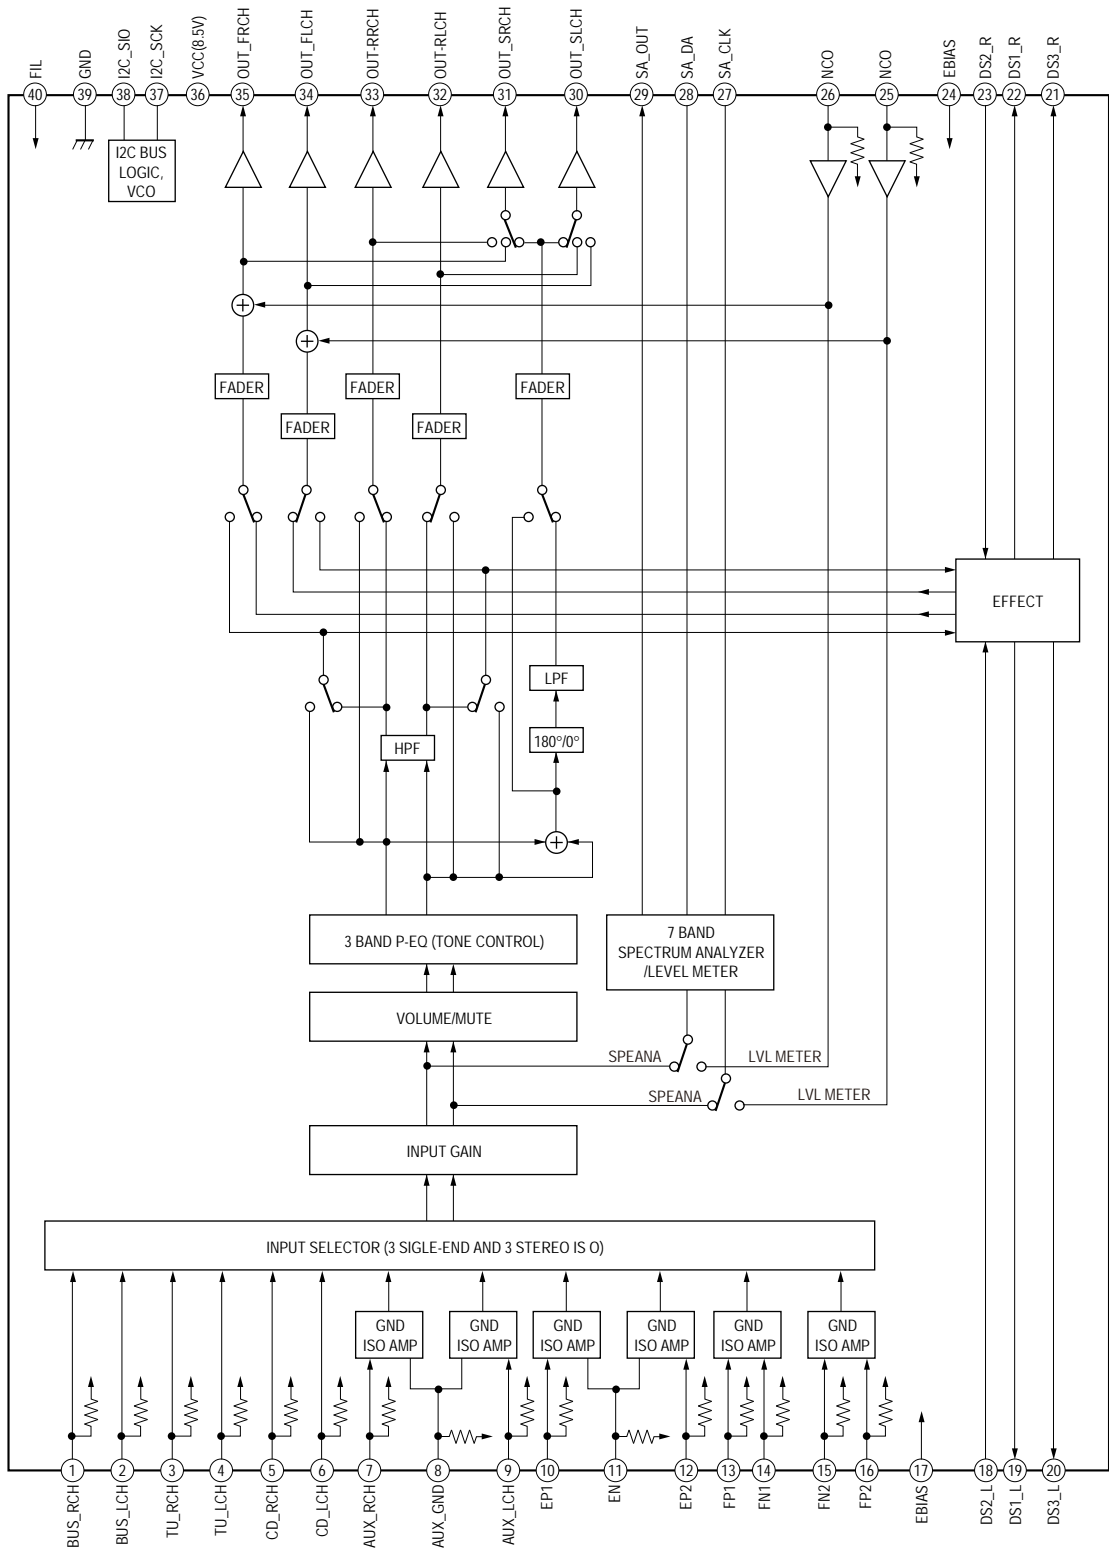 FIL
GND
I2C_SIO
I2C_SCK
VCC(8.5V)
OUT_FRCH
OUT_FLCH
OUT-RRCH
OUT-RLCH
OUT_SRCH
OUT_SLCH
SA_OUT
SA_DA
SA_CLK
NCO
NCO
EBIAS
DS2_R
DS1_R
DS3_R
40
39
38
37
36
35
34
33
32
31
30
29
28
27
26
25
24
23
22
21
I2C BUS
LOGIC,
VCO
+
+
FADER
FADER
FADER
FADER
FADER
EFFECT
LPF
180°/0°
HPF
+
3 BAND P-EQ (TONE CONTROL)
7 BAND
SPECTRUM ANALYZER
/LEVEL METER
VOLUME/MUTE
SPEANA
LVL METER
SPEANA
LVL METER
INPUT GAIN
INPUT SELECTOR (3 SIGLE-END AND 3 STEREO IS O)
GND
ISO AMP
GND
ISO AMP
GND
ISO AMP
GND
ISO AMP
GND
ISO AMP
GND
ISO AMP
1
2
3
4
5
6
7
8
9
10
11
12
13
14
15
16
17
18
19
20
BUS_RCH
BUS_LCH
TU_RCH
TU_LCH
CD_RCH
CD_LCH
AUX_RCH
AUX_GND
AUX_LCH
EP1
EN
EP2
FP1
FN1
FN2
FP2
EBIAS
DS2_L
DS1_L
DS3_L